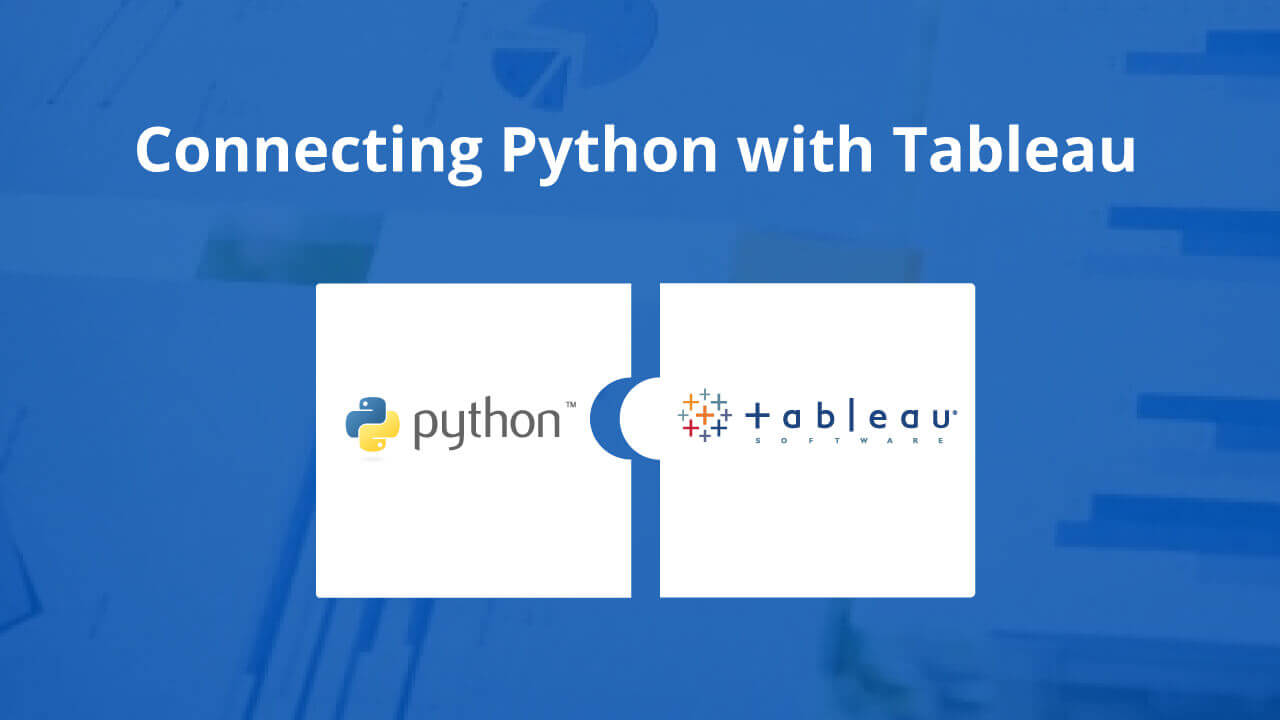 Connecting Python with Tableau
python™
+ableau®
SOFTWARE